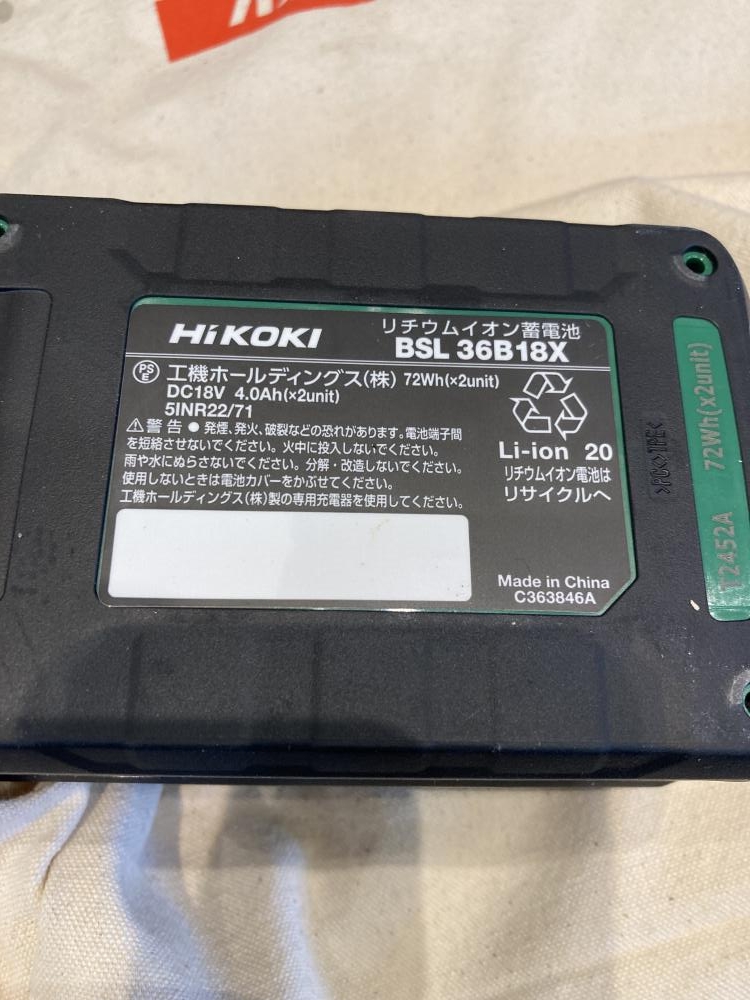 HiKOKI
リチウムイオン蓄電池
BSL 36B18X
PS
E
工機ホールディングス(株) 72Wh(×2unit)
DC18V 4.0Ah(×2unit)
5INR22/71
⚠警告 ● 発煙、発火、破裂などの恐れがあります。電池端子間
を短絡させないでください。火中に投入しないでください。
雨や水にぬらさないでください。分解・改造しないでください。
使用しないときは電池カバーをかぶせてください。
工機ホールディングス(株)製の専用充電器を使用してください。
Li-ion 20
リチウムイオン電池は
リサイクルへ
Made in China
C363846A
T2452A 72Wh(x2unit)